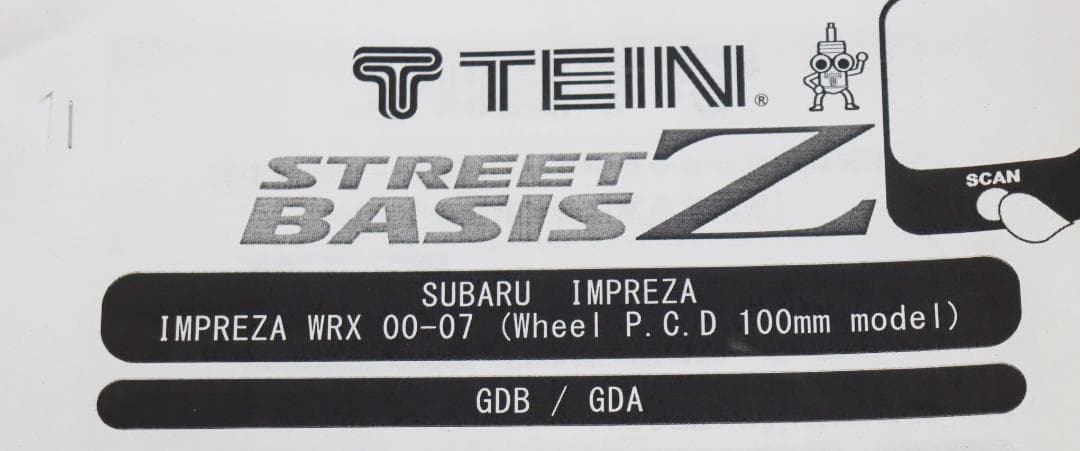 TEIN®
STREET
BASIS Z
SCAN
SUBARU IMPREZA
IMPREZA WRX 00-07 (Wheel P.C.D 100mm model)
GDB / GDA